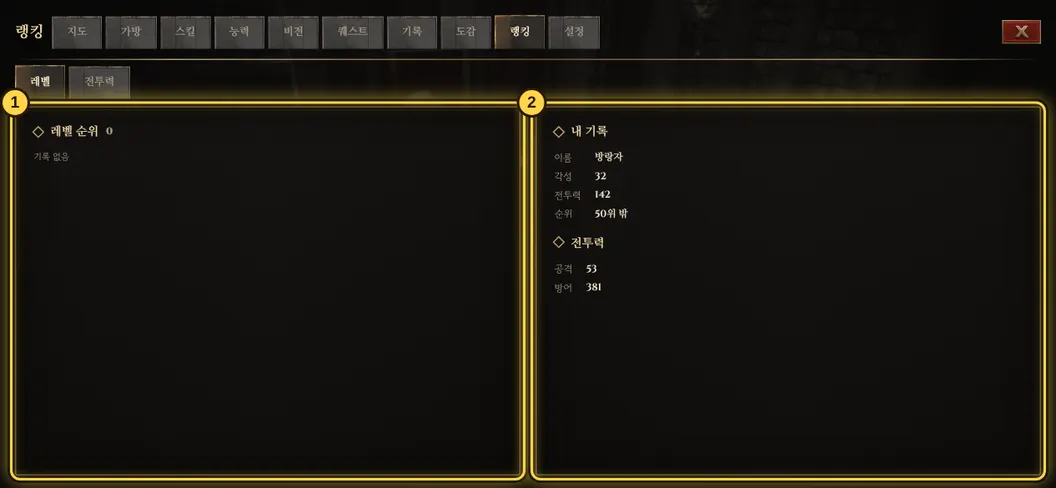 랭킹 지도 가방 스킬 능력 비전 퀘스트 기록 도감 랭킹 설정 X
레벨 전투력
1
레벨 순위 0
기록 없음
2
내 기록
이름 방랑자
각성 32
전투력 142
순위 50위 밖
전투력
공격 53
방어 381